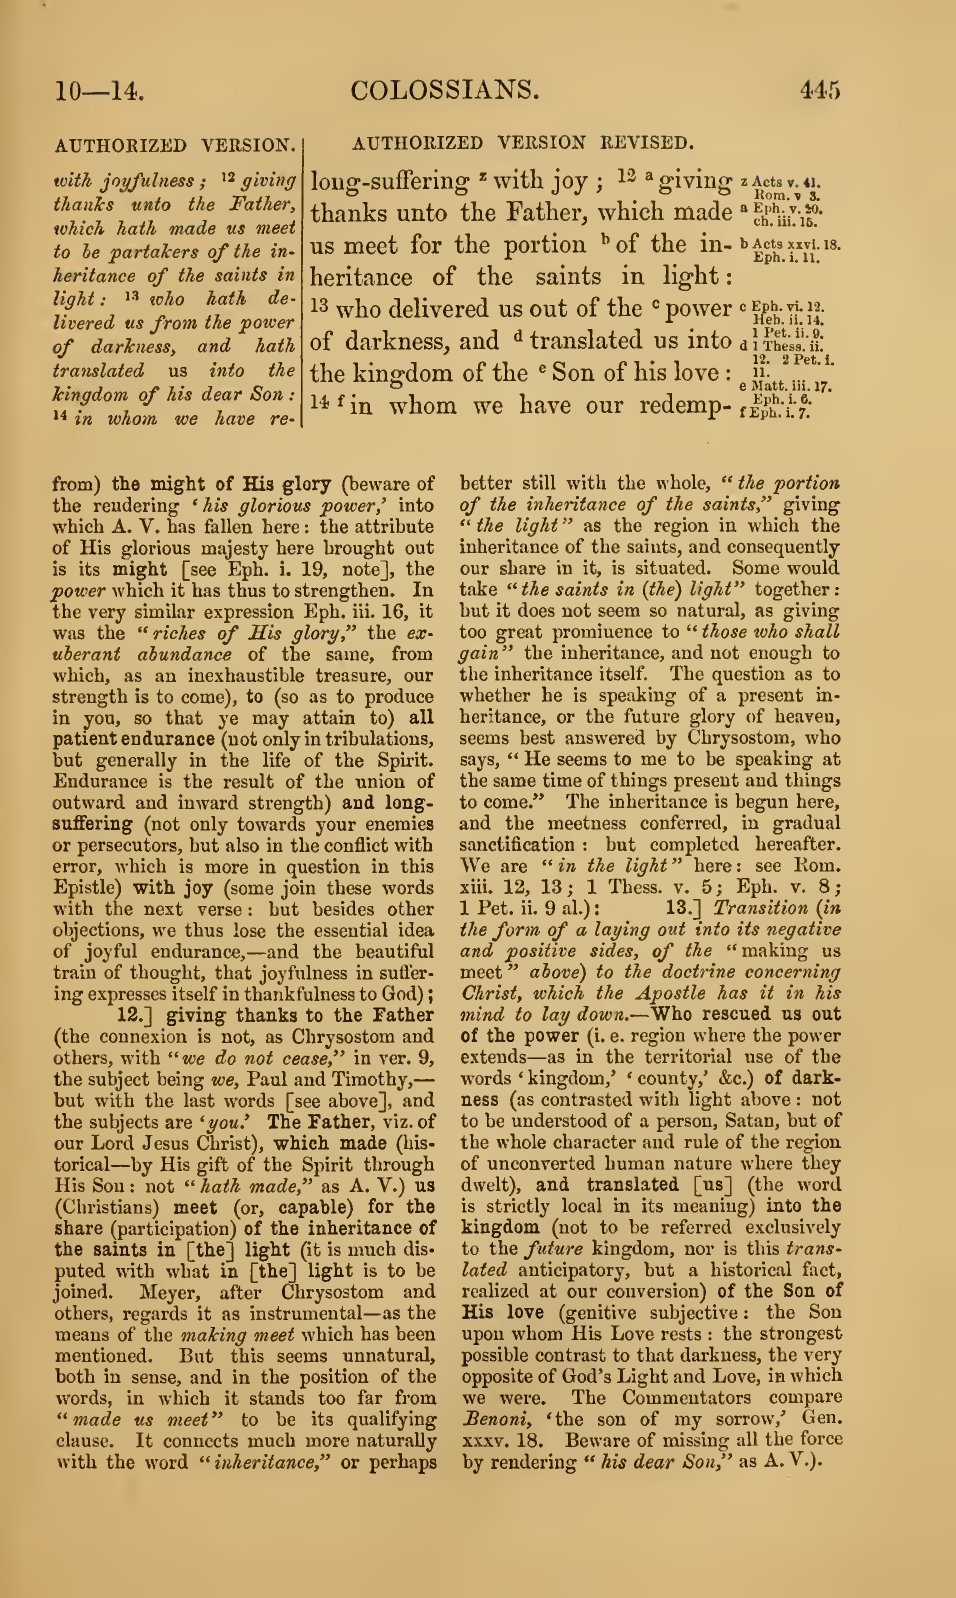 10—14.
COLOSSIANS.
445
AUTHORIZED VERSION.
with joyfulness; 12 giving
thanks unto the Father,
which hath made us meet
to be partakers of the in-
heritance of the saints in
light: 13 who hath de-
livered us from the power
of darkness, and hath
translated us into the
kingdom of his dear Son:
14 in whom we have re-
AUTHORIZED VERSION REVISED.
long-suffering z with joy; 12 a giving
thanks unto the Father, which made
us meet for the portion b of the in-
heritance of the saints in light:
13 who delivered us out of the c power
of darkness, and d translated us into
the kingdom of the e Son of his love:
14 f in whom we have our redemp-
z Acts v. 41.
Rom. v 3.
a Eph. v. 20.
ch. iii. 15.
b Acts xxvi. 18.
Eph. i. 11.
c Eph. vi. 12.
Heb. ii. 14.
1 Pet. ii. 9.
d 1 Thess. ii.
12. 2 Pet. i.
11.
e Matt. iii. 17.
Eph. i. 6.
f Eph. i. 7.
from) the might of His glory (beware of
the rendering ‘his glorious power,’ into
which A. V. has fallen here: the attribute
of His glorious majesty here brought out
is its might [see Eph. i. 19, note], the
power which it has thus to strengthen. In
the very similar expression Eph. iii. 16, it
was the “riches of His glory,” the ex-
uberant abundance of the same, from
which, as an inexhaustible treasure, our
strength is to come), to (so as to produce
in you, so that ye may attain to) all
patient endurance (not only in tribulations,
but generally in the life of the Spirit.
Endurance is the result of the union of
outward and inward strength) and long-
suffering (not only towards your enemies
or persecutors, but also in the conflict with
error, which is more in question in this
Epistle) with joy (some join these words
with the next verse: but besides other
objections, we thus lose the essential idea
of joyful endurance,—and the beautiful
train of thought, that joyfulness in suffer-
ing expresses itself in thankfulness to God);
12.] giving thanks to the Father
(the connexion is not, as Chrysostom and
others, with “we do not cease,” in ver. 9,
the subject being we, Paul and Timothy,—
but with the last words [see above], and
the subjects are ‘you.’ The Father, viz. of
our Lord Jesus Christ), which made (his-
torical—by His gift of the Spirit through
His Son: not “hath made,” as A. V.) us
(Christians) meet (or, capable) for the
share (participation) of the inheritance of
the saints in [the] light (it is much dis-
puted with what in [the] light is to be
joined. Meyer, after Chrysostom and
others, regards it as instrumental—as the
means of the making meet which has been
mentioned. But this seems unnatural,
both in sense, and in the position of the
words, in which it stands too far from
“made us meet” to be its qualifying
clause. It connects much more naturally
with the word “inheritance,” or perhaps
better still with the whole, “the portion
of the inheritance of the saints,” giving
“the light” as the region in which the
inheritance of the saints, and consequently
our share in it, is situated. Some would
take “the saints in (the) light” together:
but it does not seem so natural, as giving
too great prominence to “those who shall
gain” the inheritance, and not enough to
the inheritance itself. The question as to
whether he is speaking of a present in-
heritance, or the future glory of heaven,
seems best answered by Chrysostom, who
says, “He seems to me to be speaking at
the same time of things present and things
to come.” The inheritance is begun here,
and the meetness conferred, in gradual
sanctification: but completed hereafter.
We are “in the light” here: see Rom.
xiii. 12, 13; 1 Thess. v. 5; Eph. v. 8;
1 Pet. ii. 9 al.): 13.] Transition (in
the form of a laying out into its negative
and positive sides, of the “making us
meet” above) to the doctrine concerning
Christ, which the Apostle has it in his
mind to lay down.—Who rescued us out
of the power (i. e. region where the power
extends—as in the territorial use of the
words ‘kingdom,’ ‘county,’ &c.) of dark-
ness (as contrasted with light above: not
to be understood of a person, Satan, but of
the whole character and rule of the region
of unconverted human nature where they
dwelt), and translated [us] (the word
is strictly local in its meaning) into the
kingdom (not to be referred exclusively
to the future kingdom, nor is this trans-
lated anticipatory, but a historical fact,
realized at our conversion) of the Son of
His love (genitive subjective: the Son
upon whom His Love rests: the strongest
possible contrast to that darkness, the very
opposite of God’s Light and Love, in which
we were. The Commentators compare
Benoni, ‘the son of my sorrow,’ Gen.
xxxv. 18. Beware of missing all the force
by rendering “his dear Son,” as A. V.).